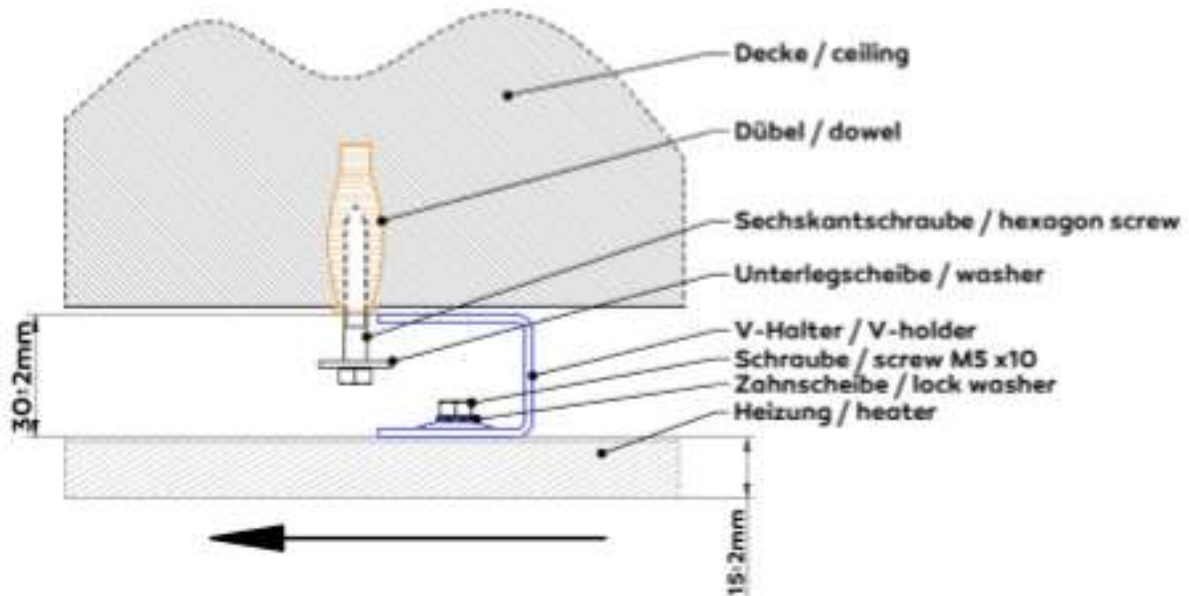 Decke / ceiling
Dübel / dowel
Sechskantschraube / hexagon screw
Unterlegscheibe / washer
V-Halter / V-holder
Schraube / screw M5 x10
Zahnscheibe / lock washer
Heizung / heater
30±2mm
15±2mm